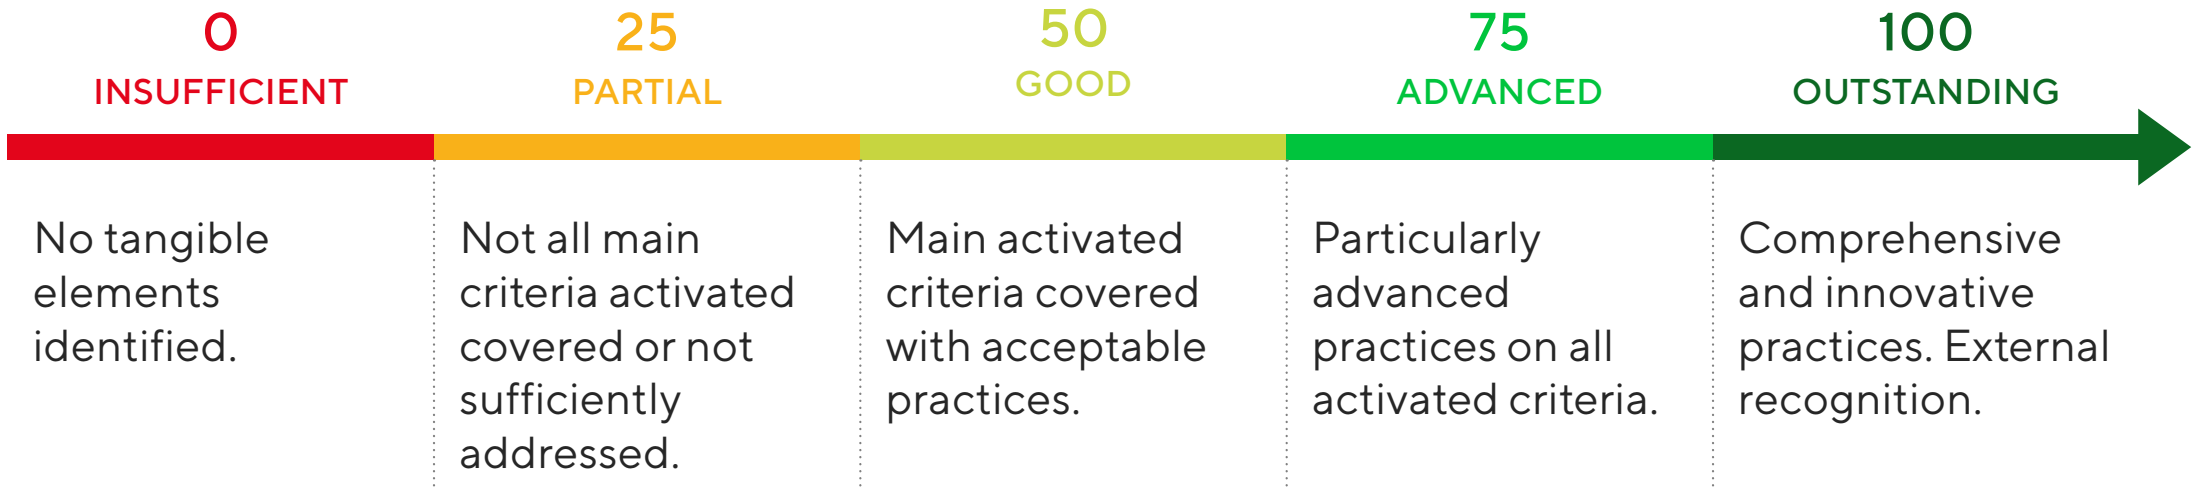 0
INSUFFICIENT
No tangible
elements
identified.
25
PARTIAL
Not all main
criteria activated
covered or not
sufficiently
addressed.
50
GOOD
Main activated
criteria covered
with acceptable
practices.
75
ADVANCED
Particularly
advanced
practices on all
activated criteria.
100
OUTSTANDING
Comprehensive
and innovative
practices. External
recognition.